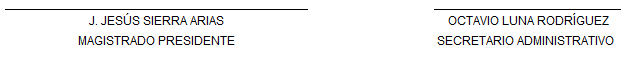 J. JESÚS SIERRA ARIAS OCTAVIO LUNA RODRÍGUEZ
MAGISTRADO PRESIDENTE SECRETARIO ADMINISTRATIVO